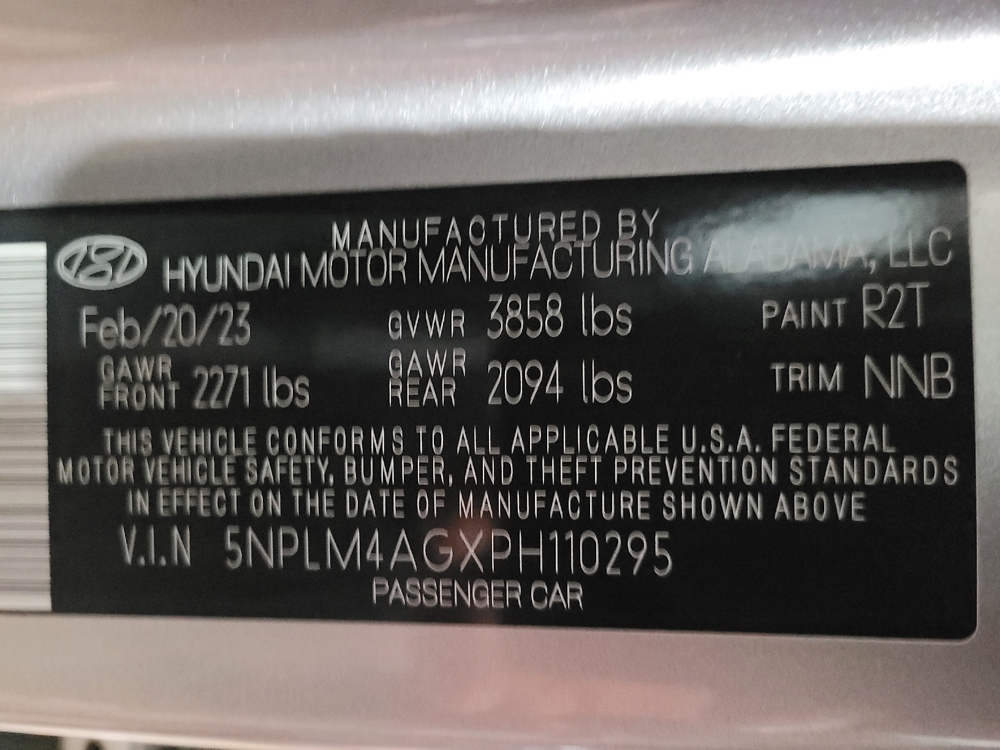 MANUFACTURED BY
HYUNDAI MOTOR MANUFACTURING ALABAMA, LLC
Feb/20/23 GVWR 3858 lbs PAINT R2T
GAWR FRONT 2271 lbs GAWR REAR 2094 lbs TRIM NNB
THIS VEHICLE CONFORMS TO ALL APPLICABLE U.S.A. FEDERAL
MOTOR VEHICLE SAFETY, BUMPER, AND THEFT PREVENTION STANDARDS
IN EFFECT ON THE DATE OF MANUFACTURE SHOWN ABOVE
V.I.N 5NPLM4AGXPH110295
PASSENGER CAR